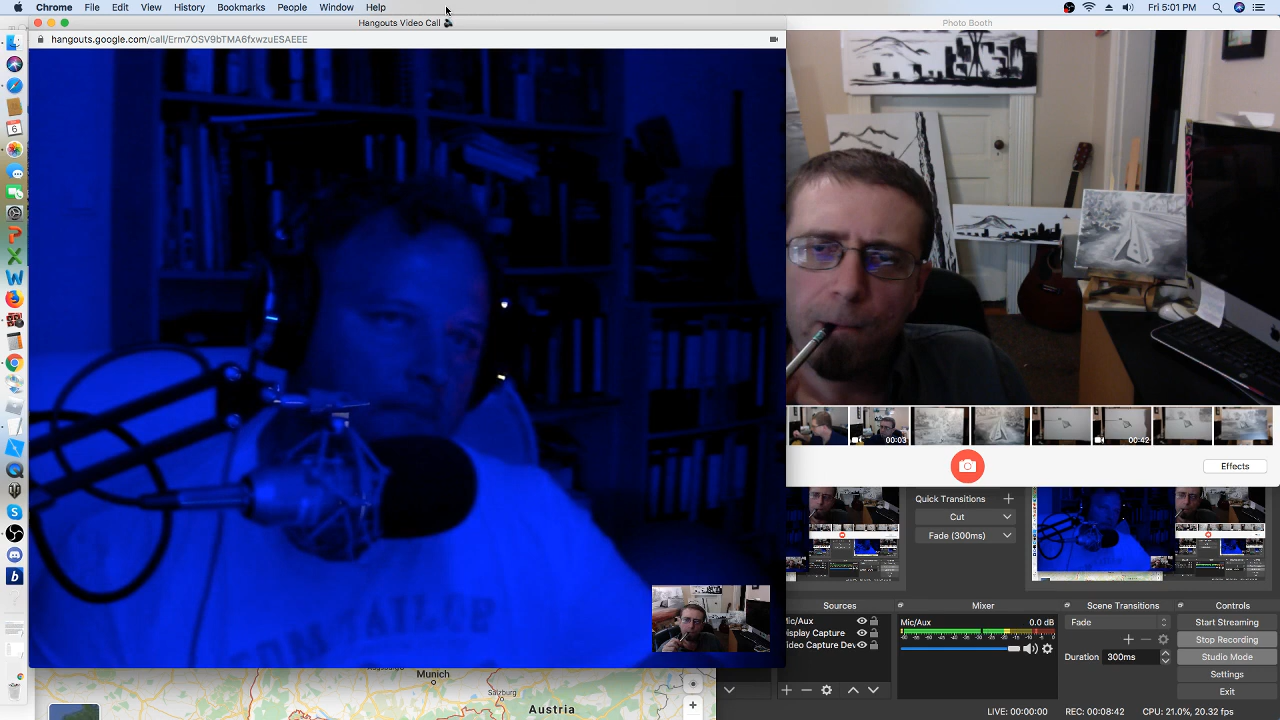 Chrome File Edit View History Bookmarks People Window Help Fri 5:01 PM
Hangouts Video Call
Photo Booth
hangouts.google.com/call/Erm7OSV9bTMA6fxwzuESAEEE
00:03
00:42
Effects
Quick Transitions
Cut
Fade (300ms)
Sources
Mixer
Scene Transitions
Controls
Mic/Aux
Display Capture
Video Capture Dev
Mic/Aux 0.0 dB
Fade
Duration 300ms
Start Streaming
Stop Recording
Studio Mode
Settings
Exit
Munich
Salzburg
Austria
LIVE: 00:00:00 REC: 00:08:42 CPU: 21.0%, 20.32 fps